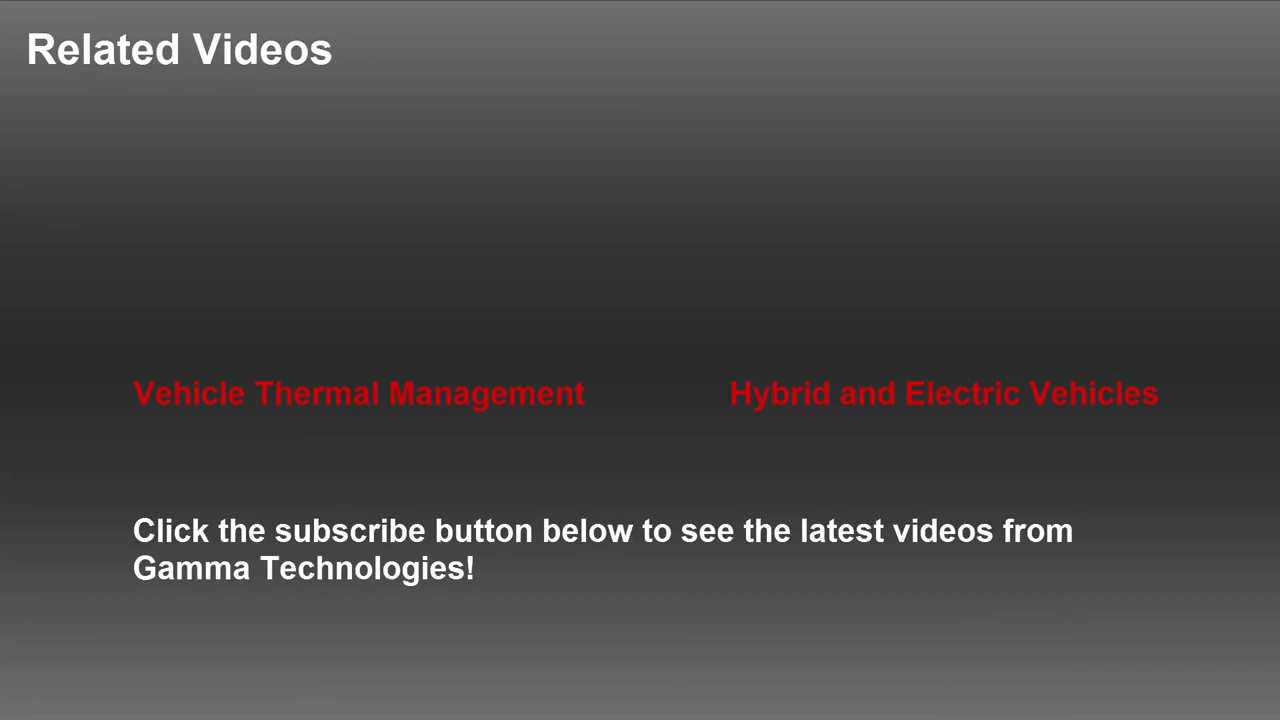 Related Videos
Vehicle Thermal Management
Hybrid and Electric Vehicles
Click the subscribe button below to see the latest videos from
Gamma Technologies!